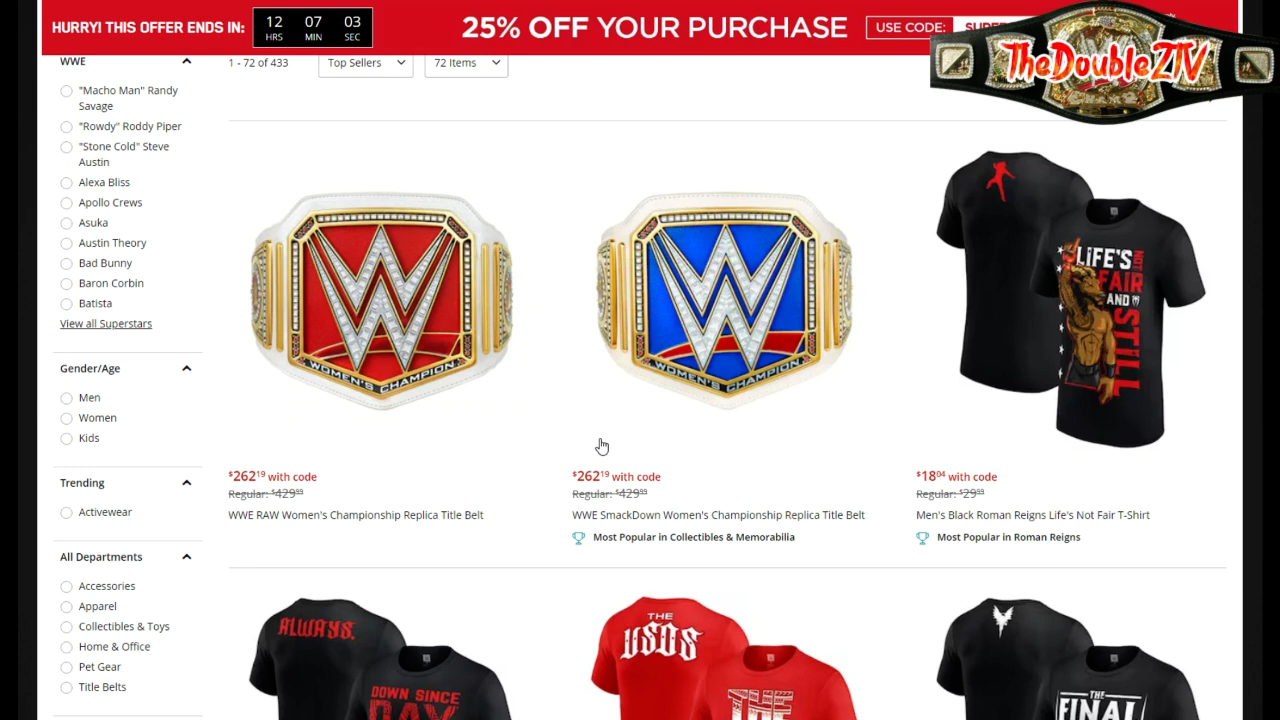 HURRY! THIS OFFER ENDS IN:
12 07 03
HRS MIN SEC
25% OFF YOUR PURCHASE
USE CODE:
TheDoubleZTV
WWE
1 - 72 of 433
Top Sellers
72 Items
"Macho Man" Randy
Savage
"Rowdy" Roddy Piper
"Stone Cold" Steve
Austin
Alexa Bliss
Apollo Crews
Asuka
Austin Theory
Bad Bunny
Baron Corbin
Batista
View all Superstars
Gender/Age
Men
Women
Kids
Trending
Activewear
All Departments
Accessories
Apparel
Collectibles & Toys
Home & Office
Pet Gear
Title Belts
WOMEN'S CHAMPION
$262 19 with code
Regular: $429 99
WWE RAW Women's Championship Replica Title Belt
WOMEN'S CHAMPION
$262 19 with code
Regular: $429 99
WWE SmackDown Women's Championship Replica Title Belt
Most Popular in Collectibles & Memorabilia
LIFE'S
NOT
FAIR
AND
STILL
$18 04 with code
Regular: $29 99
Men's Black Roman Reigns Life's Not Fair T-Shirt
Most Popular in Roman Reigns
ALWAYS.
DOWN SINCE
DAY
THE
USOS
THE
THE
FINAL